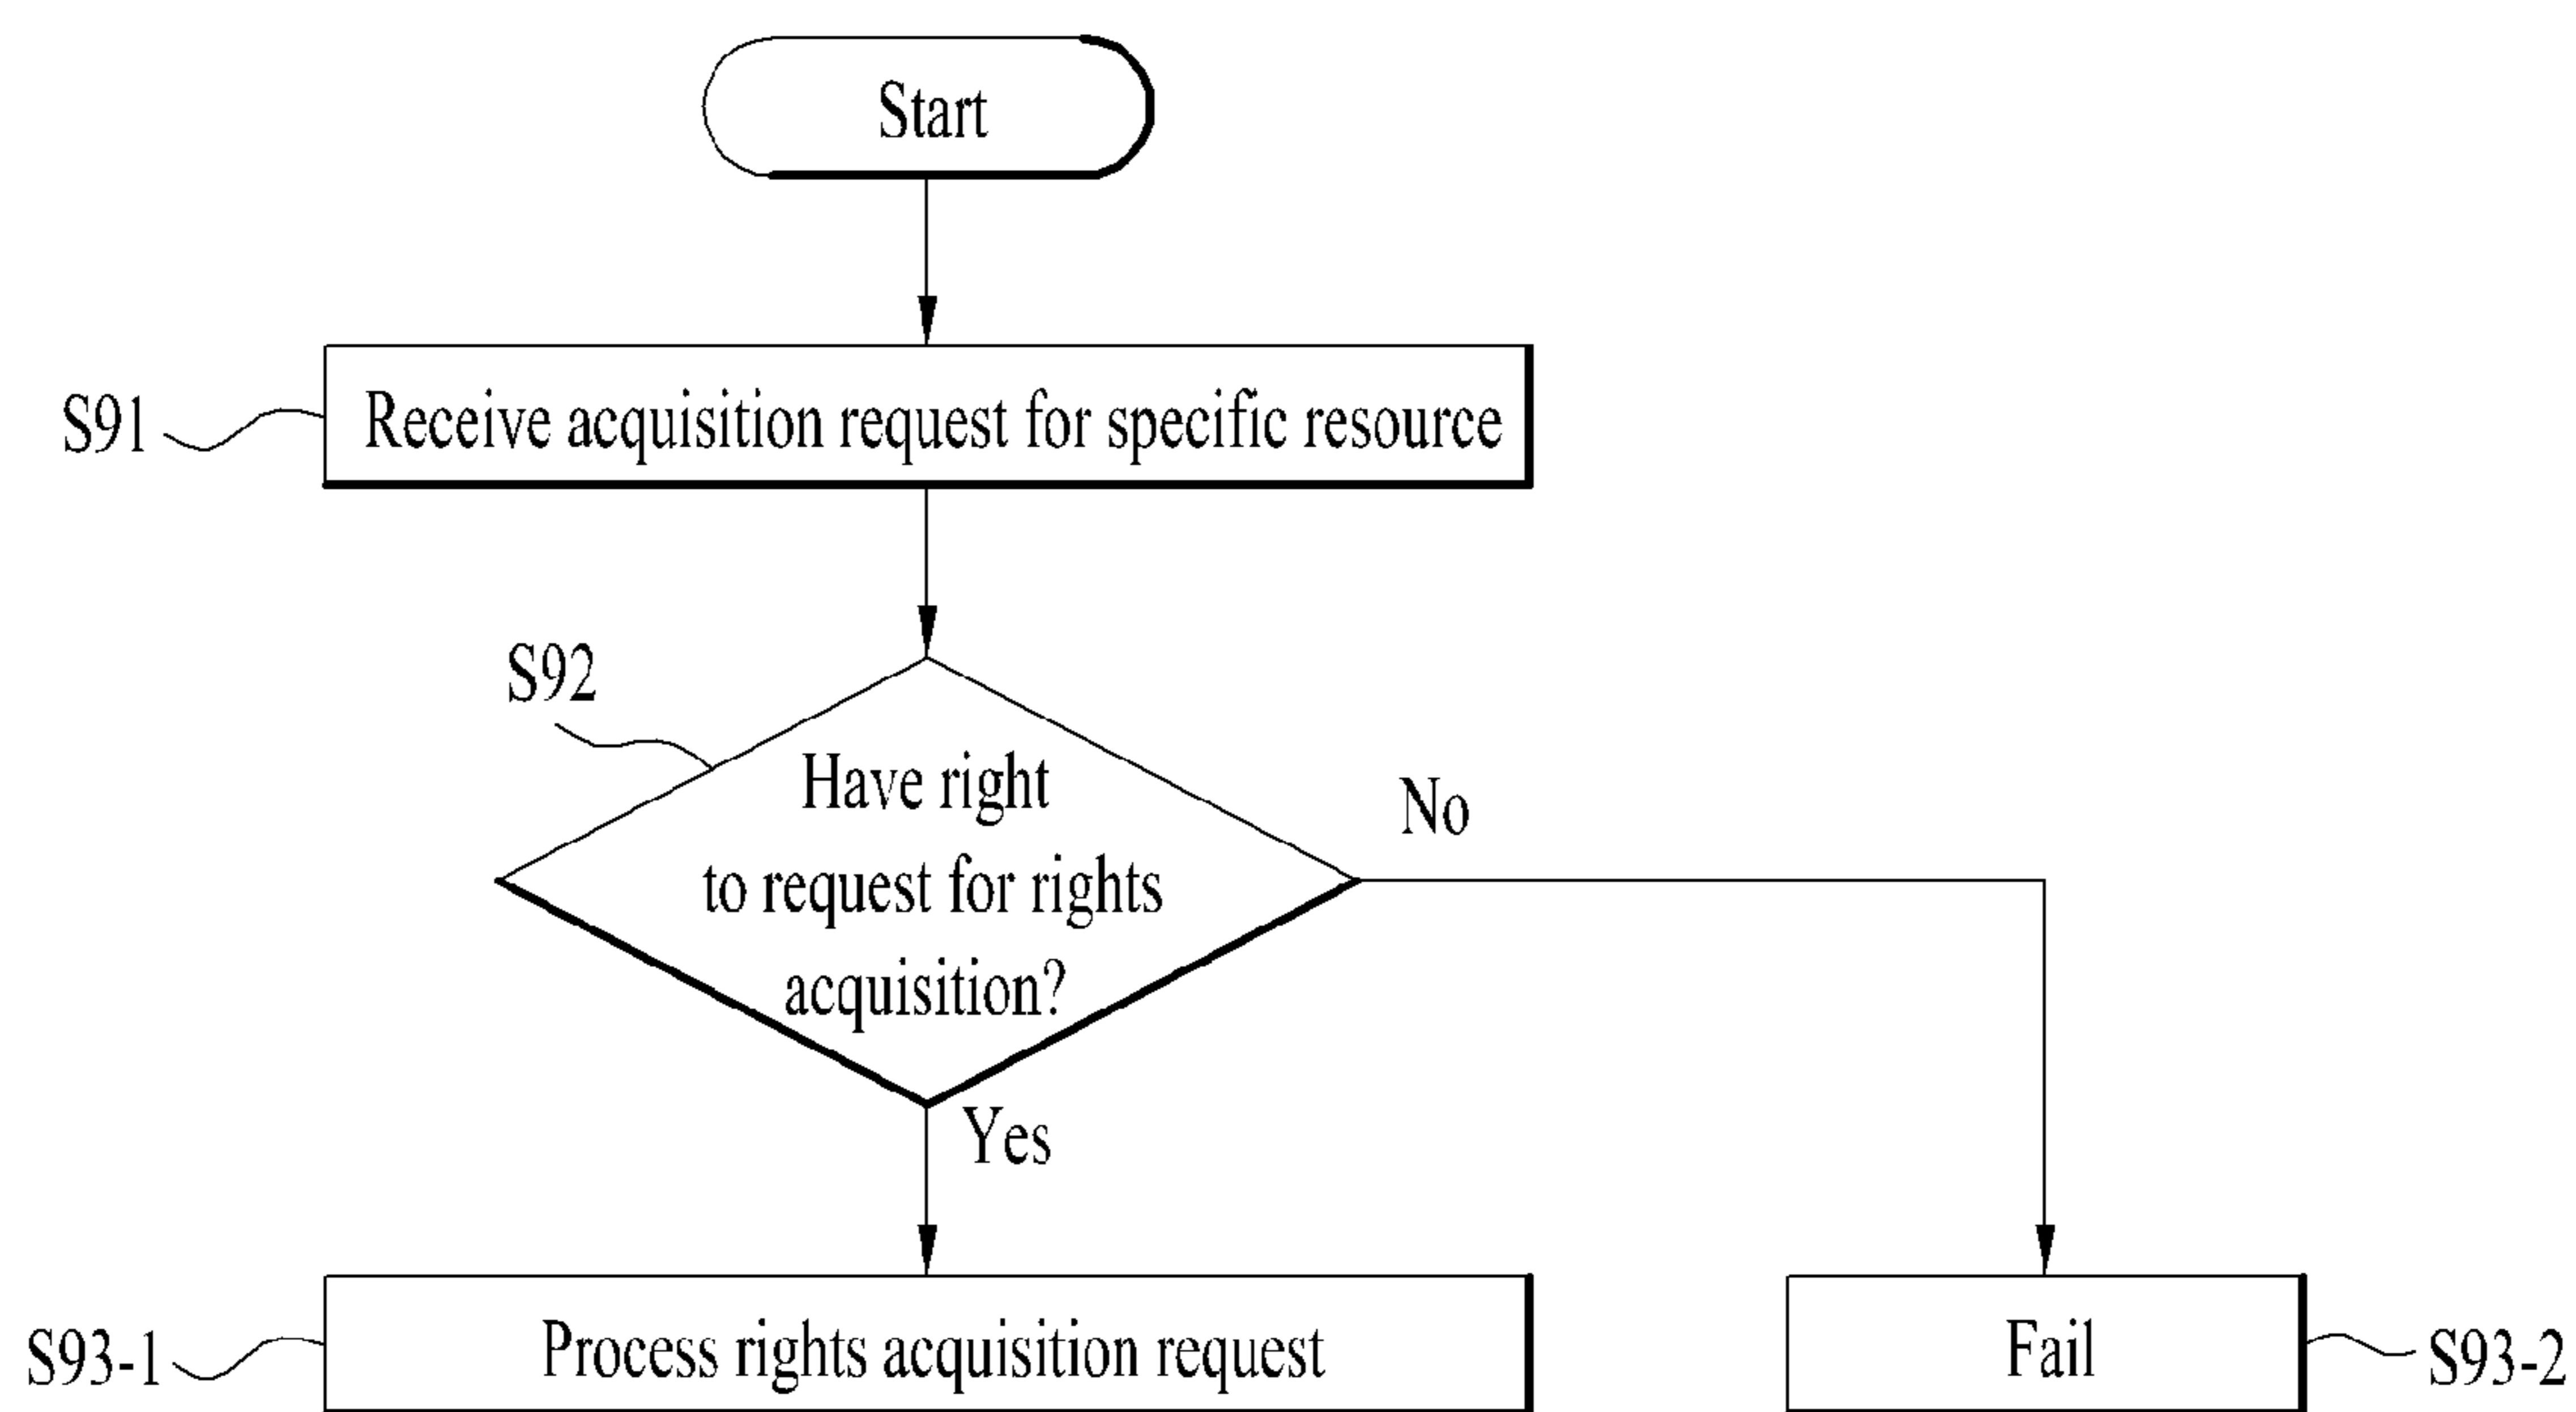 Start
S91
Receive acquisition request for specific resource
S92
Have right
to request for rights
acquisition?
No
Yes
S93-1
Process rights acquisition request
Fail
S93-2